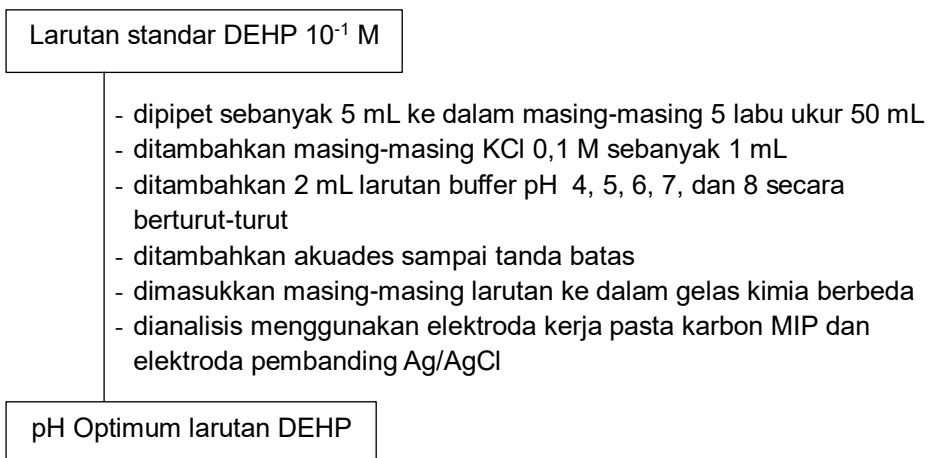 Larutan standar DEHP 10⁻¹ M
- dipipet sebanyak 5 mL ke dalam masing-masing 5 labu ukur 50 mL
- ditambahkan masing-masing KCl 0,1 M sebanyak 1 mL
- ditambahkan 2 mL larutan buffer pH 4, 5, 6, 7, dan 8 secara
berturut-turut
- ditambahkan akuades sampai tanda batas
- dimasukkan masing-masing larutan ke dalam gelas kimia berbeda
- dianalisis menggunakan elektroda kerja pasta karbon MIP dan
elektroda pembanding Ag/AgCl
pH Optimum larutan DEHP